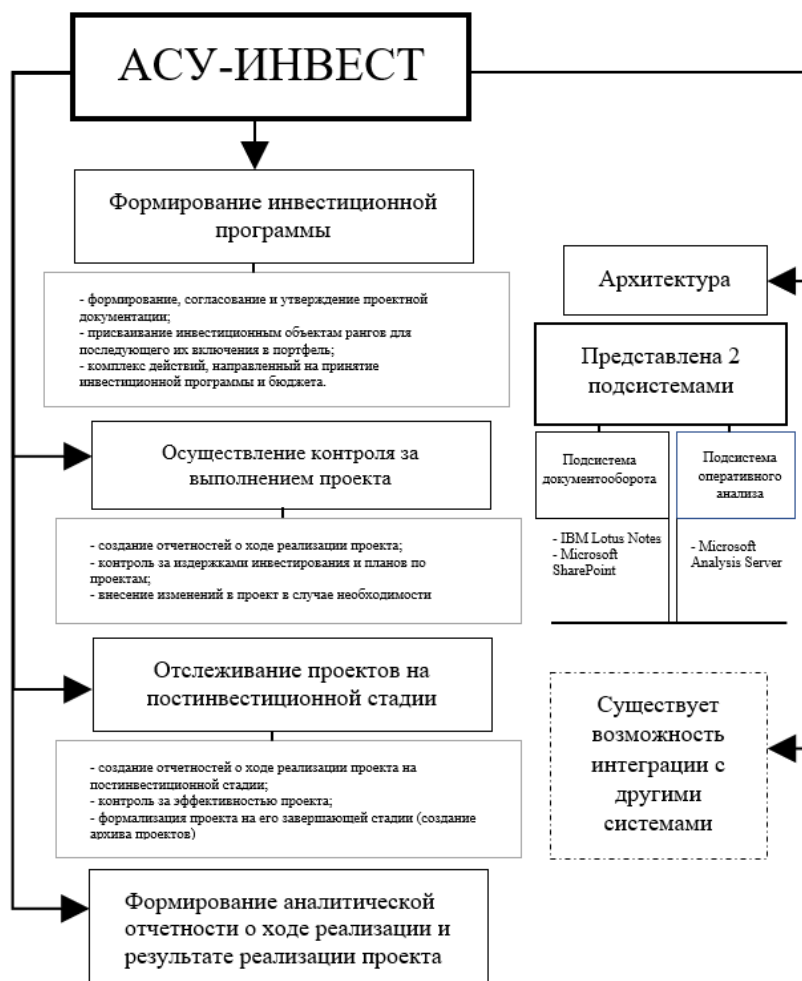 АСУ-ИНВЕСТ
Формирование инвестиционной
программы
- формирование, согласование и утверждение проектной
документации;
- присваивание инвестиционным объектам рангов для
последующего их включения в портфель;
- комплекс действий, направленный на принятие
инвестиционной программы и бюджета.
Осуществление контроля за
выполнением проекта
- создание отчетностей о ходе реализации проекта;
- контроль за издержками инвестирования и планов по
проектам;
- внесение изменений в проект в случае необходимости
Отслеживание проектов на
постинвестиционной стадии
- создание отчетностей о ходе реализации проекта на
постинвестиционной стадии;
- контроль за эффективностью проекта;
- формализация проекта на его завершающей стадии (создание
архива проектов)
Формирование аналитической
отчетности о ходе реализации и
результате реализации проекта
Архитектура
Представлена 2
подсистемами
Подсистема
документооборота
- IBM Lotus Notes
- Microsoft
SharePoint
Подсистема
оперативного
анализа
- Microsoft
Analysis Server
Существует
возможность
интеграции с
другими
системами